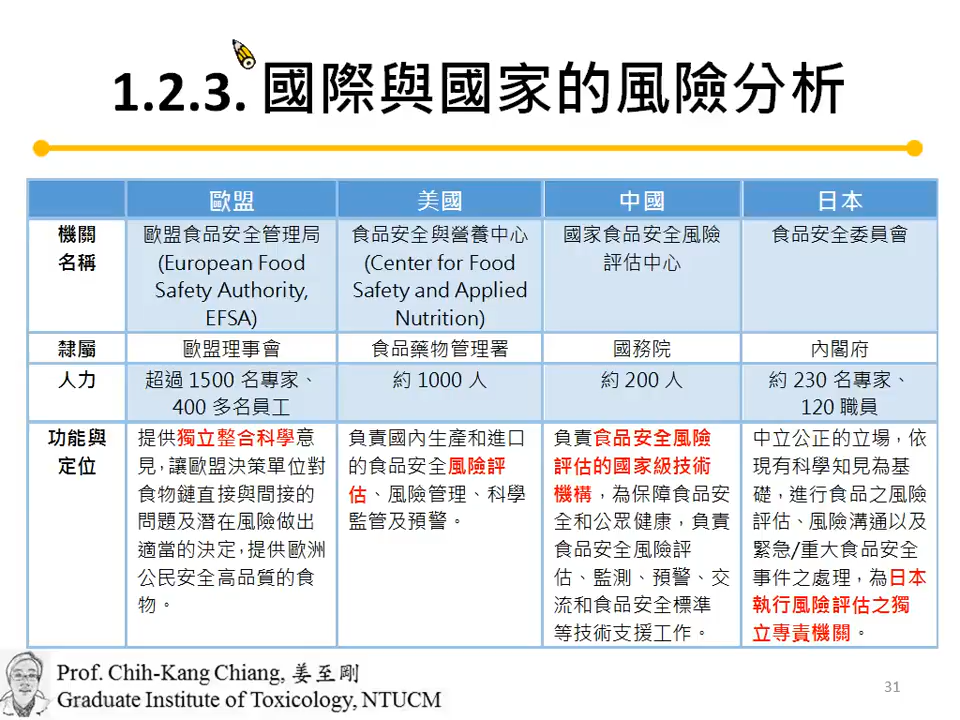 1.2.3. 國際與國家的風險分析
歐盟 美國 中國 日本
機關
名稱
歐盟食品安全管理局
(European Food
Safety Authority,
EFSA)
食品安全與營養中心
(Center for Food
Safety and Applied
Nutrition)
國家食品安全風險
評估中心
食品安全委員會
隸屬 歐盟理事會 食品藥物管理署 國務院 內閣府
人力
超過 1500 名專家、
400 多名員工
約 1000 人
約 200 人
約 230 名專家、
120 職員
功能與
定位
提供獨立整合科學意
見，讓歐盟決策單位對
食物鏈直接與間接的
問題及潛在風險做出
適當的決定，提供歐洲
公民安全高品質的食
物。
負責國內生產和進口
的食品安全風險評
估、風險管理、科學
監管及預警。
負責食品安全風險
評估的國家級技術
機構，為保障食品安
全和公眾健康，負責
食品安全風險評
估、監測、預警、交
流和食品安全標準
等技術支援工作。
中立公正的立場，依
現有科學知見為基
礎，進行食品之風險
評估、風險溝通以及
緊急/重大食品安全
事件之處理，為日本
執行風險評估之獨
立專責機關。
Prof. Chih-Kang Chiang, 姜至剛
Graduate Institute of Toxicology, NTUCM
31